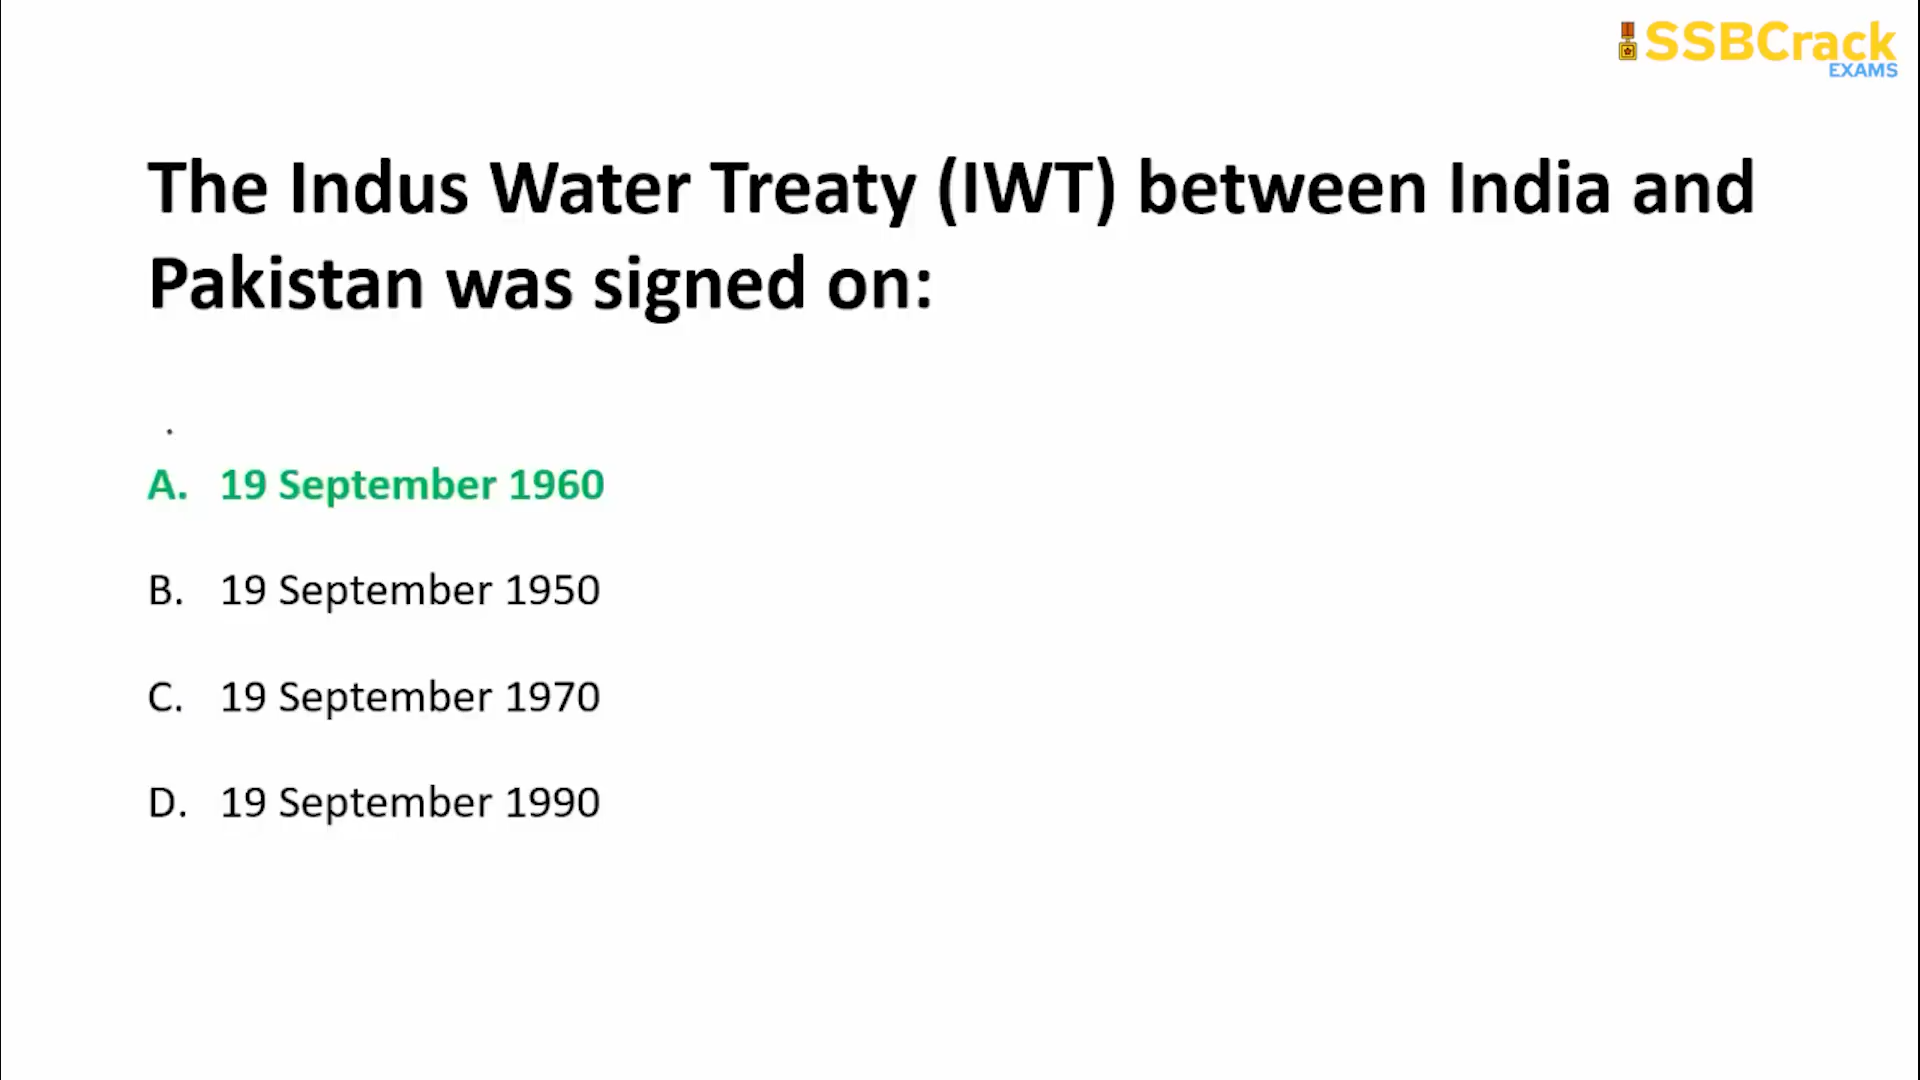 SSBCrack
EXAMS
The Indus Water Treaty (IWT) between India and
Pakistan was signed on:
A. 19 September 1960
B. 19 September 1950
C. 19 September 1970
D. 19 September 1990